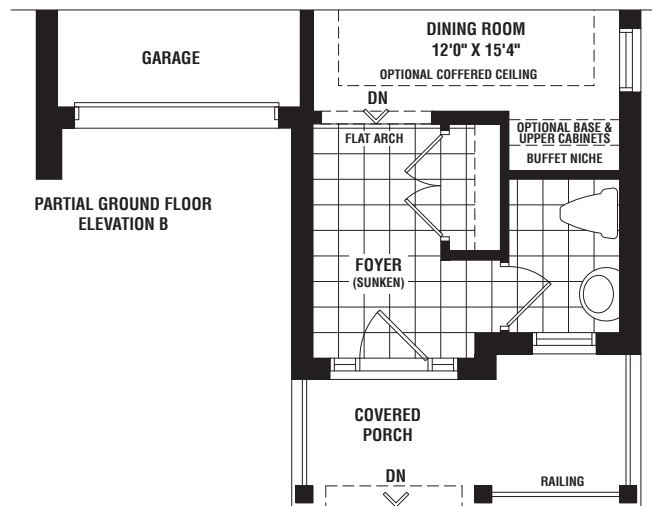 DINING ROOM
12'0" X 15'4"
OPTIONAL COFFERED CEILING
GARAGE
DN
FLAT ARCH
OPTIONAL BASE &
UPPER CABINETS
BUFFET NICHE
PARTIAL GROUND FLOOR
ELEVATION B
FOYER
(SUNKEN)
COVERED
PORCH
DN
RAILING